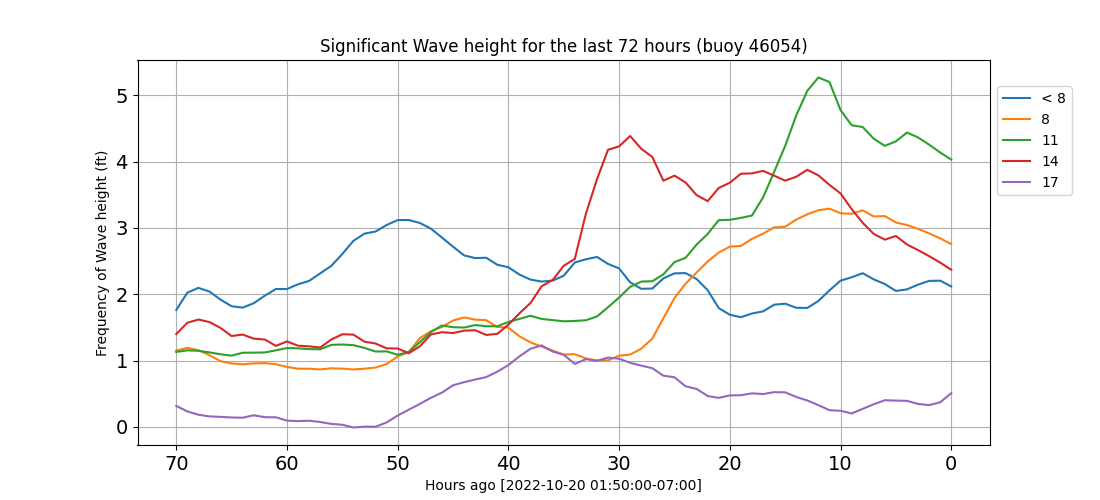 Significant Wave height for the last 72 hours (buoy 46054)
Frequency of Wave height (ft)
5
4
3
2
1
0
70 60 50 40 30 20 10 0
Hours ago [2022-10-20 01:50:00-07:00]
< 8
8
11
14
17